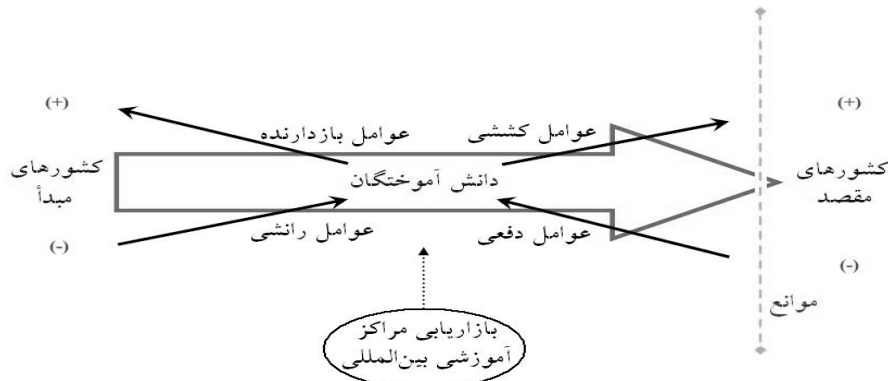 (+)
(+)
عوامل کششی
عوامل بازدارنده
کشورهای
مقصد
دانش آموختگان
کشورهای
مبدأ
عوامل دفعی
عوامل رانشی
(-)
(-)
موانع
بازاریابی مراکز
آموزشی بین‌المللی